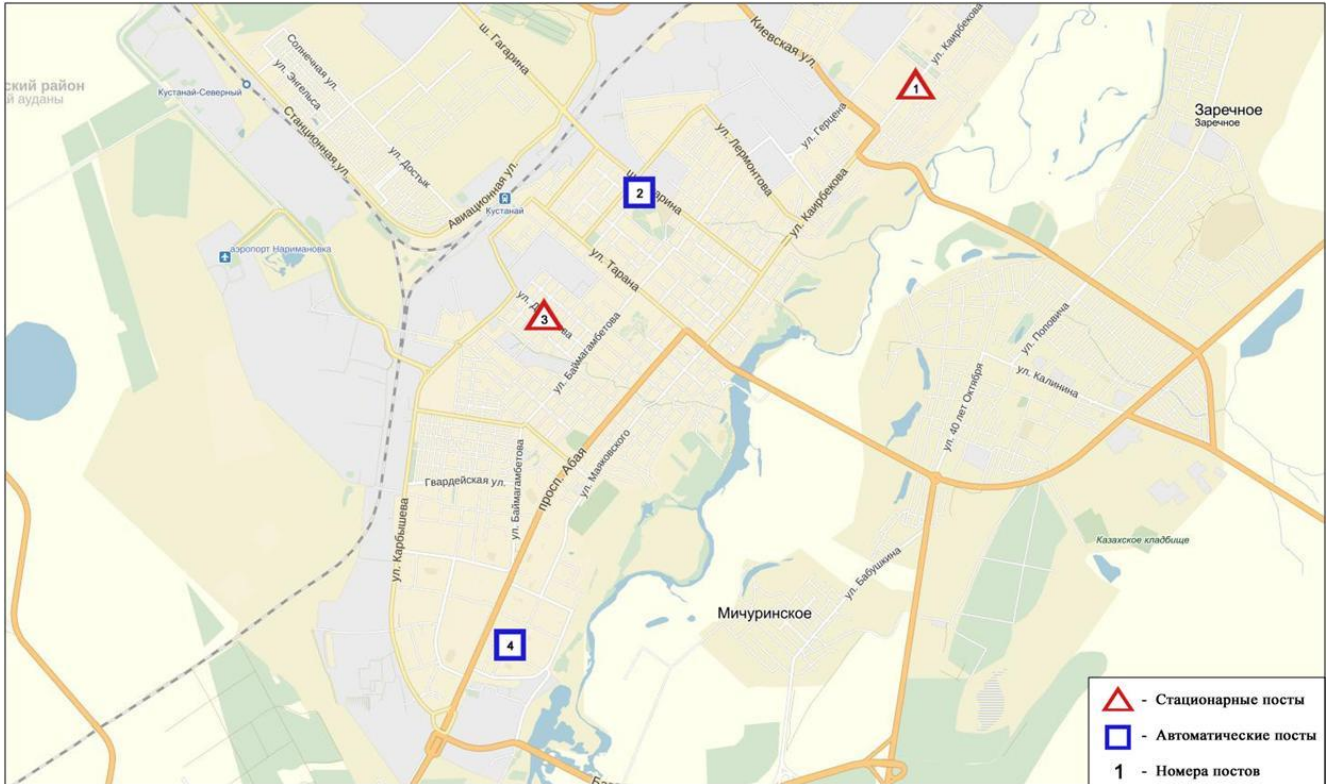 ский район
й ауданы
Кустанай-Северный
Солнечная ул.
ул. Энгельса
Станционная ул.
ул. Достык
ш. Гагарина
Авиационная ул.
Кустанай
аэропорт Наримановка
Киевская ул.
ул. Каирбекова
1
ул. Герцена
ул. Лермонтова
ул. Каирбекова
2
ул. Тарана
3
ул. Баймагамбетова
Заречное
Заречное
ул. Поповича
ул. Калинина
ул. 40 лет Октября
просп. Абая
ул. Маяковского
Гвардейская ул.
ул. Баймагамбетова
ул. Карбышева
4
Казахское кладбище
ул. Бабушкина
Мичуринское
- Стационарные посты
- Автоматические посты
1 - Номера постов